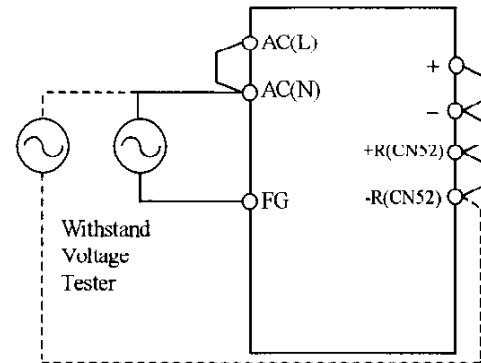 AC(L)
AC(N)
FG
+
−
+R(CN52)
-R(CN52)
Withstand
Voltage
Tester